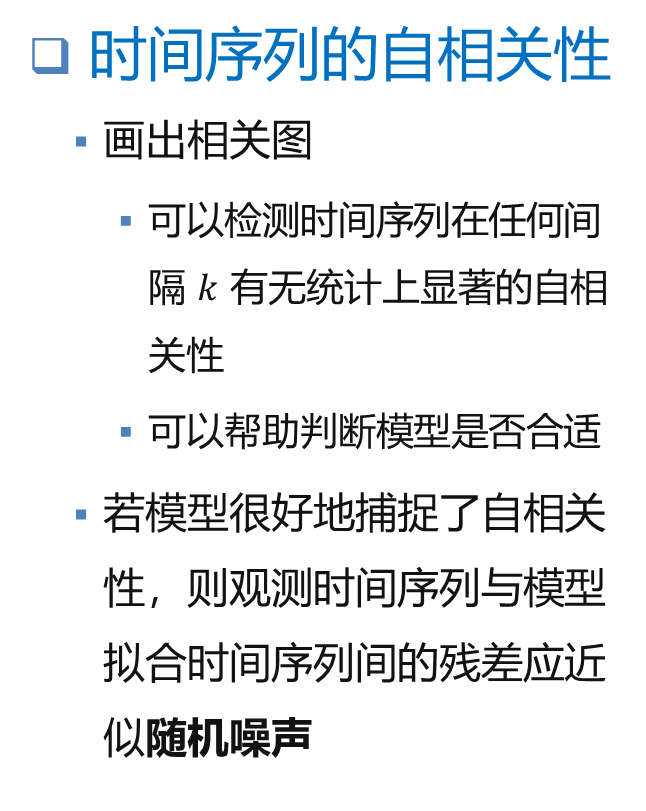 时间序列的自相关性
画出相关图
可以检测时间序列在任何间
隔 k 有无统计上显著的自相
关性
可以帮助判断模型是否合适
若模型很好地捕捉了自相关
性，则观测时间序列与模型
拟合时间序列间的残差应近
似随机噪声